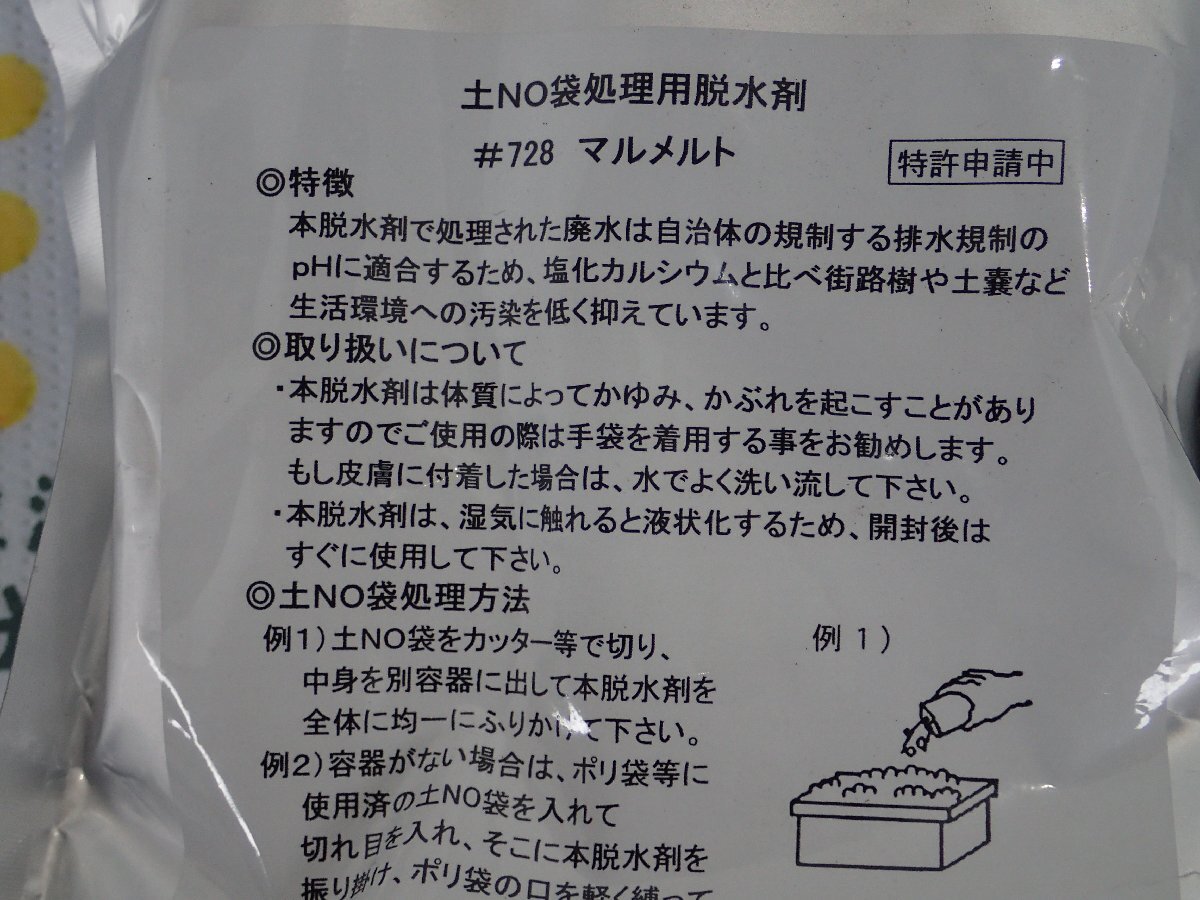 土NO袋処理用脱水剤
#728 マルメルト
特許申請中
◎特徴
本脱水剤で処理された廃水は自治体の規制する排水規制の
pHに適合するため、塩化カルシウムと比べ街路樹や土嚢など
生活環境への汚染を低く抑えています。
◎取り扱いについて
・本脱水剤は体質によってかゆみ、かぶれを起こすことがあり
ますのでご使用の際は手袋を着用する事をお勧めします。
もし皮膚に付着した場合は、水でよく洗い流して下さい。
・本脱水剤は、湿気に触れると液状化するため、開封後は
すぐに使用して下さい。
◎土NO袋処理方法
例1)土NO袋をカッター等で切り、
中身を別容器に出して本脱水剤を
全体に均一にふりかけて下さい。
例2)容器がない場合は、ポリ袋等に
使用済の土NO袋を入れて
切れ目を入れ、そこに本脱水剤を
振り掛け、ポリ袋の口を軽く縛って
例 1)